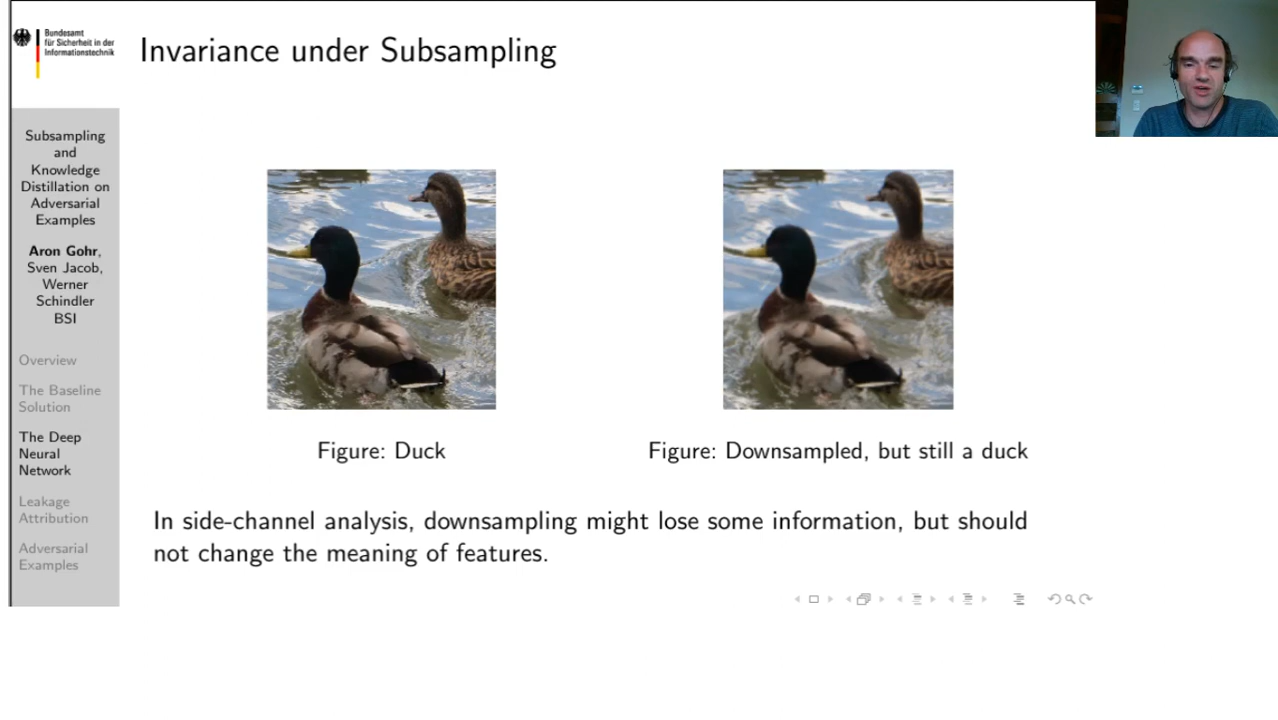 Bundesamt
für Sicherheit in der
Informationstechnik
Invariance under Subsampling
Subsampling
and
Knowledge
Distillation on
Adversarial
Examples
Aron Gohr,
Sven Jacob,
Werner
Schindler
BSI
Overview
The Baseline
Solution
The Deep
Neural
Network
Leakage
Attribution
Adversarial
Examples
Figure: Duck
Figure: Downsampled, but still a duck
In side-channel analysis, downsampling might lose some information, but should
not change the meaning of features.